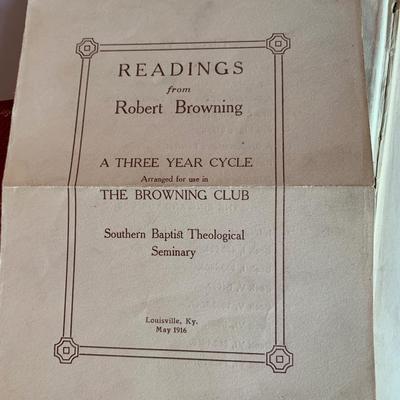 READINGS
from
Robert Browning
A THREE YEAR CYCLE
Arranged for use in
THE BROWNING CLUB
Southern Baptist Theological
Seminary
Louisville, Ky.
May 1916